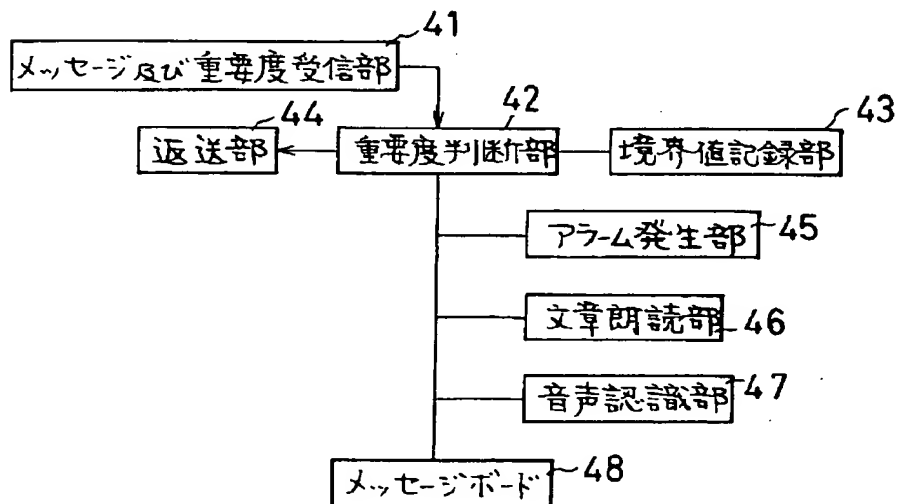 41
メッセージ及び重要度受信部
44
42
43
返送部
重要度判断部
境界値記録部
アラーム発生部
45
文章朗読部
46
音声認識部
47
メッセージボード
48